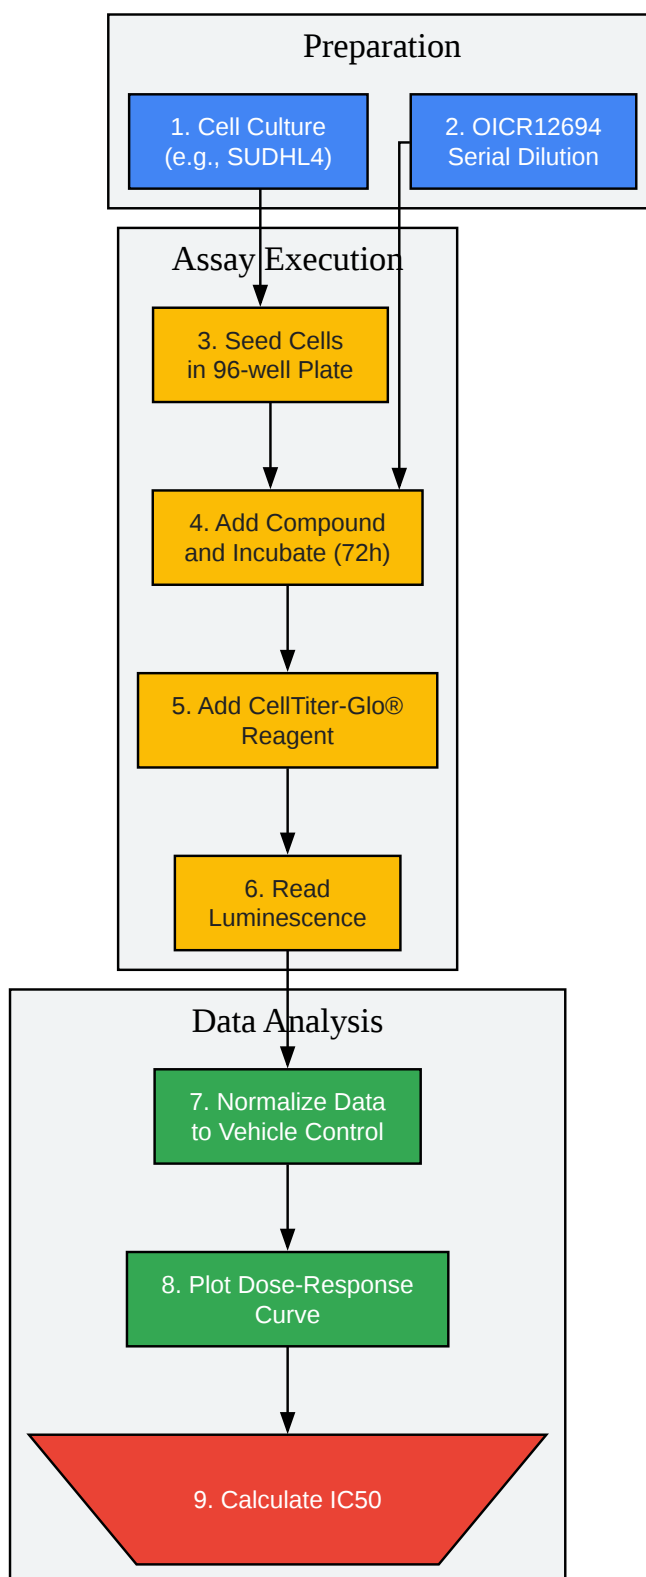 Preparation
1. Cell Culture
(e.g., SUDHL4)
2. OICR12694
Serial Dilution
Assay Execution
3. Seed Cells
in 96-well Plate
4. Add Compound
and Incubate (72h)
5. Add CellTiter-Glo®
Reagent
6. Read
Luminescence
Data Analysis
7. Normalize Data
to Vehicle Control
8. Plot Dose-Response
Curve
9. Calculate IC50